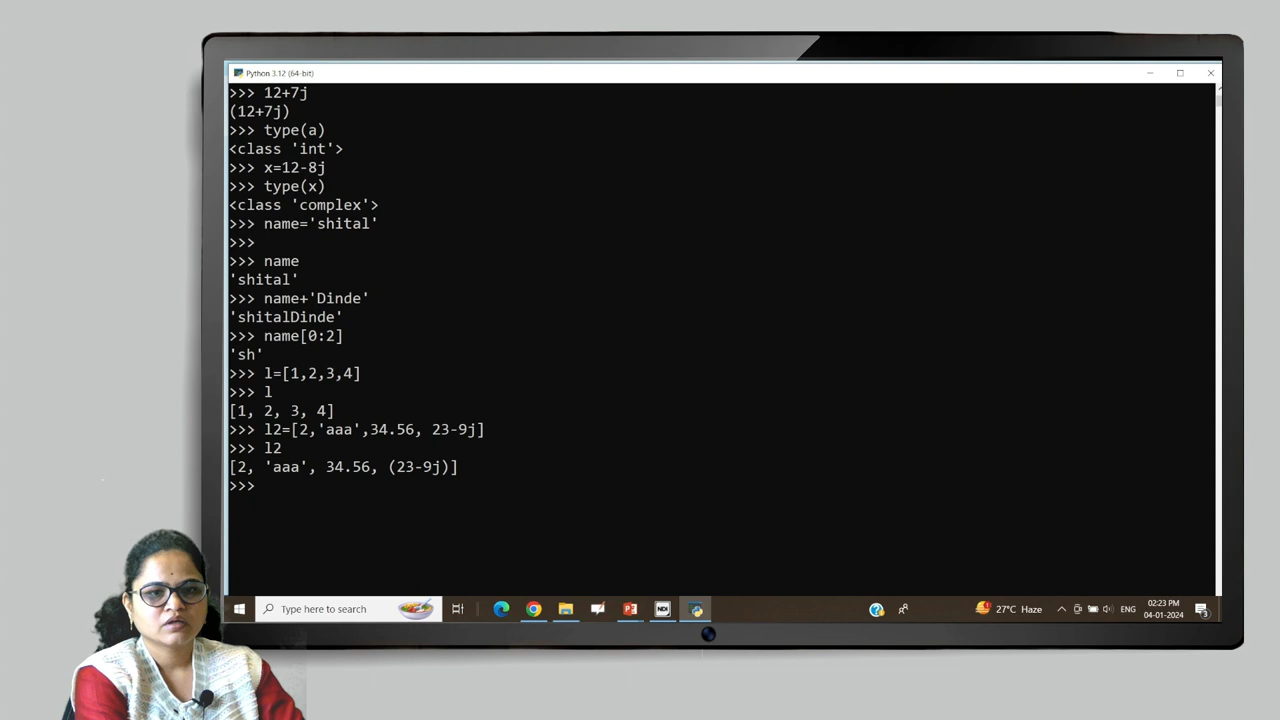 Python 3.12 (64-bit)
>>> 12+7j
(12+7j)
>>> type(a)
<class 'int'>
>>> x=12-8j
>>> type(x)
<class 'complex'>
>>> name='shital'
>>>
>>> name
'shital'
>>> name+'Dinde'
'shitalDinde'
>>> name[0:2]
'sh'
>>> l=[1,2,3,4]
>>> l
[1, 2, 3, 4]
>>> l2=[2,'aaa',34.56, 23-9j]
>>> l2
[2, 'aaa', 34.56, (23-9j)]
>>>
Type here to search
27°C Haze
ENG
02:23 PM
04-01-2024
3